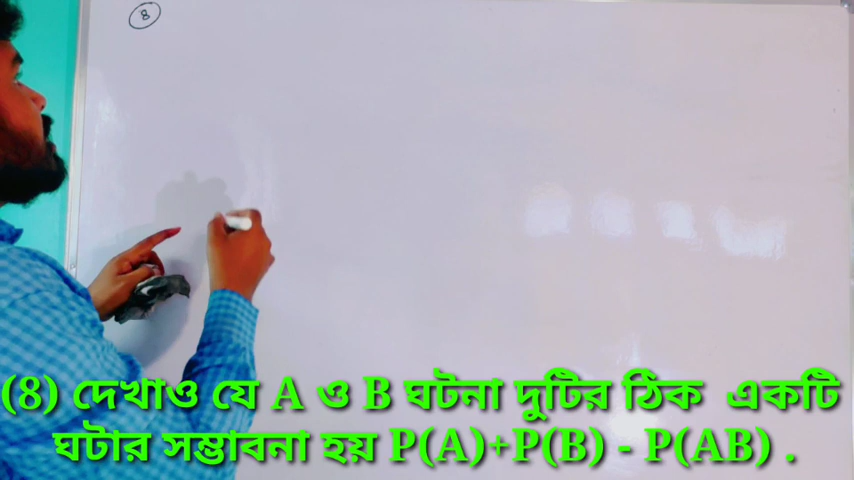 8
(8) দেখাও যে A ও B ঘটনা দুটির ঠিক একটি
ঘটার সম্ভাবনা হয় P(A)+P(B) - P(AB) .